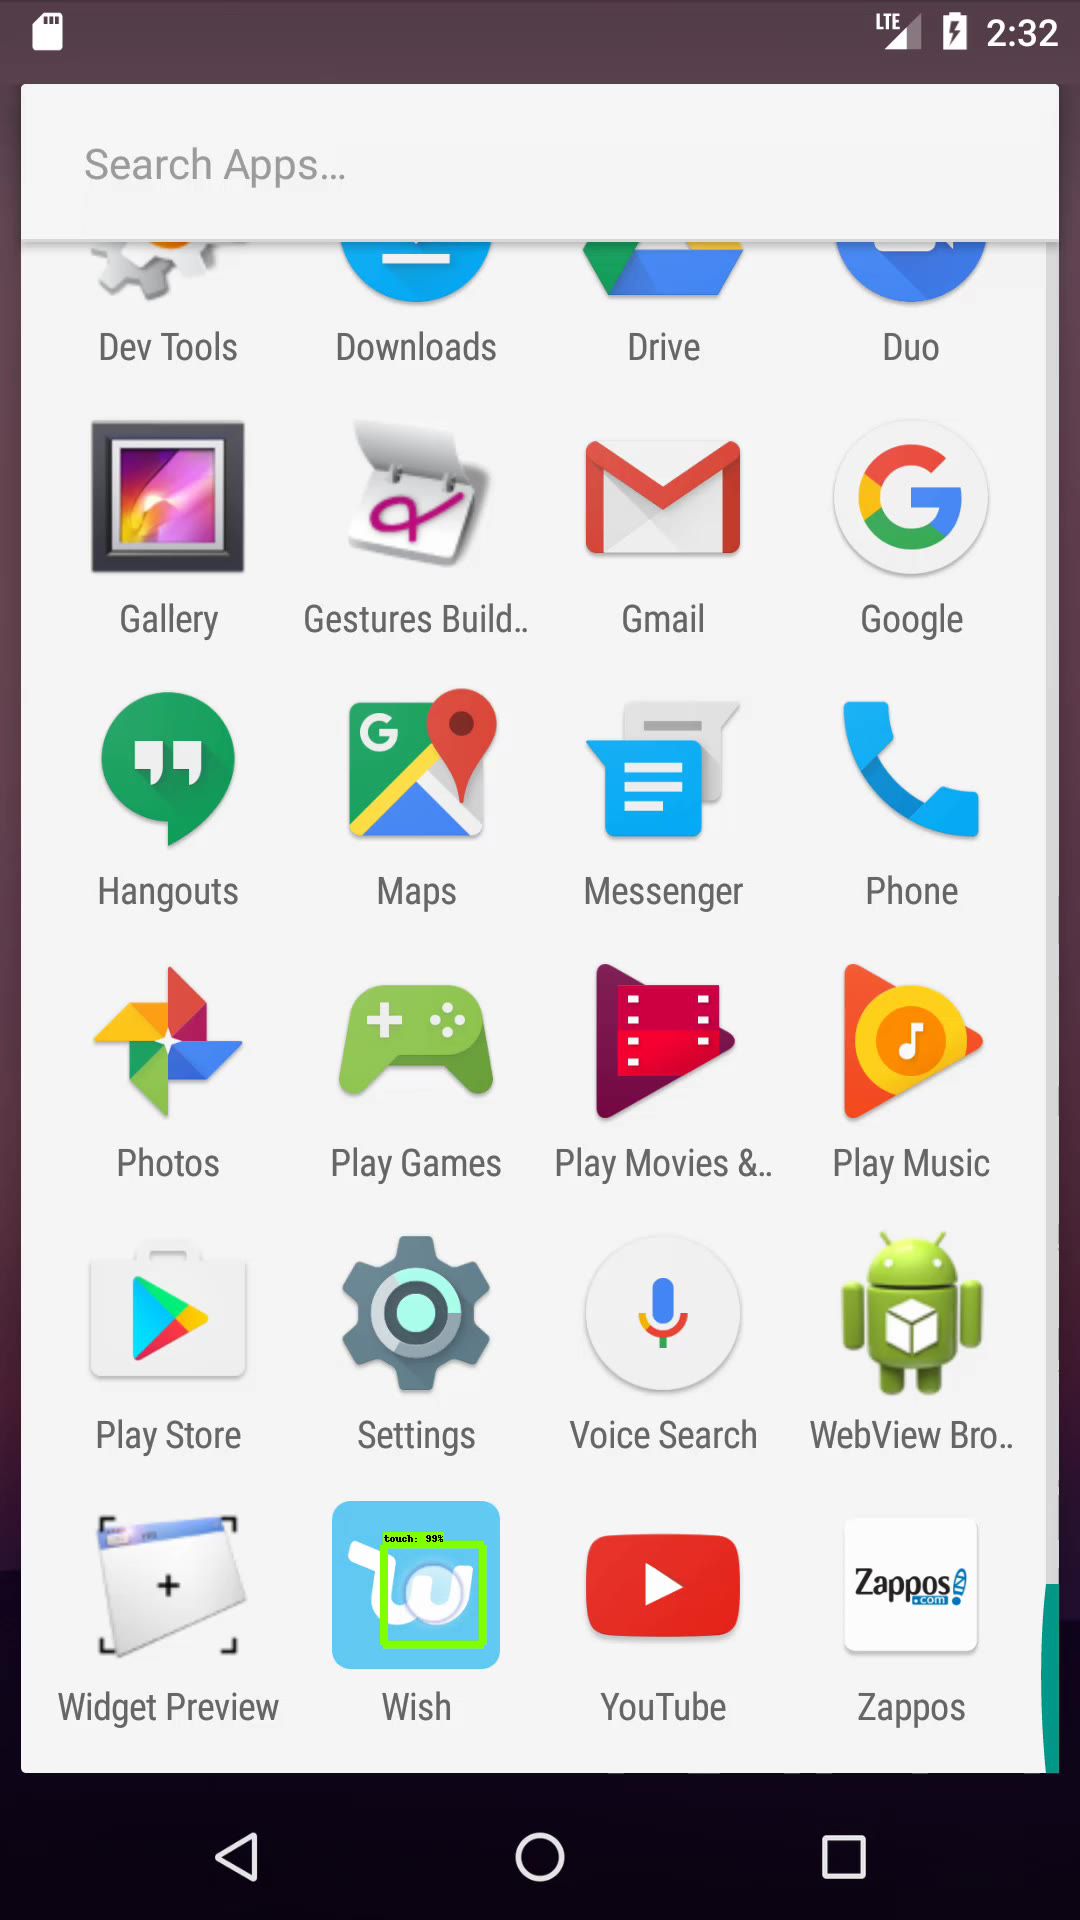 LTE 2:32
Search Apps...
Dev Tools Downloads Drive Duo
Gallery Gestures Build.. Gmail Google
Hangouts Maps Messenger Phone
Photos Play Games Play Movies &.. Play Music
Play Store Settings Voice Search WebView Bro..
touch: 99%
Zappos
.com
Widget Preview Wish YouTube Zappos